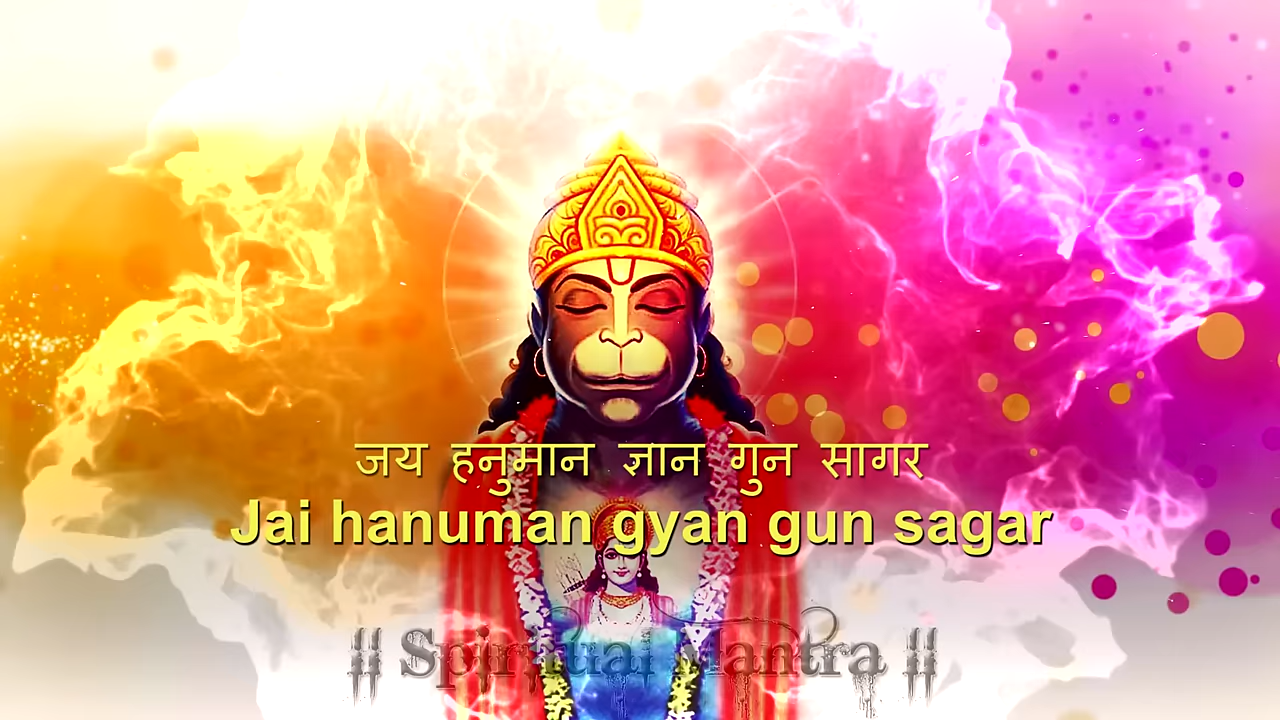 जय हनुमान ज्ञान गुन सागर
Jai hanuman gyan gun sagar
|| Spiritual Mantra ||